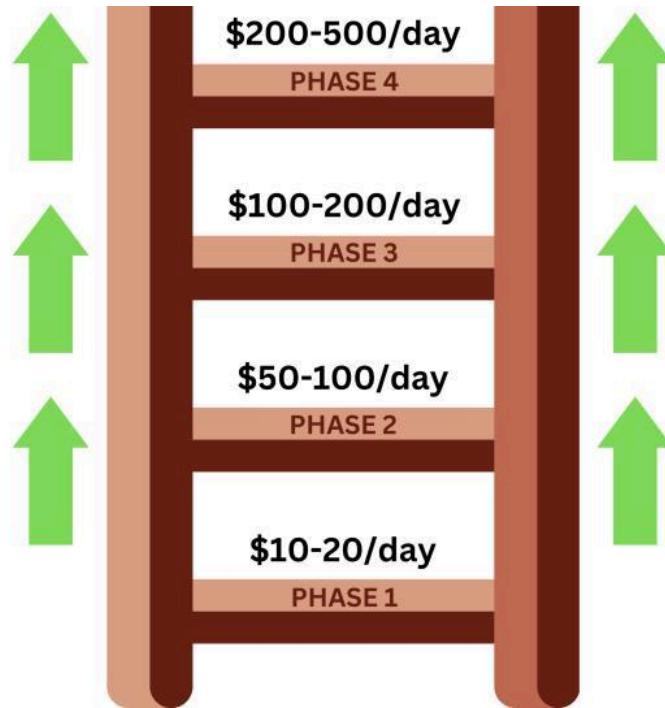 $200-500/day
PHASE 4
$100-200/day
PHASE 3
$50-100/day
PHASE 2
$10-20/day
PHASE 1